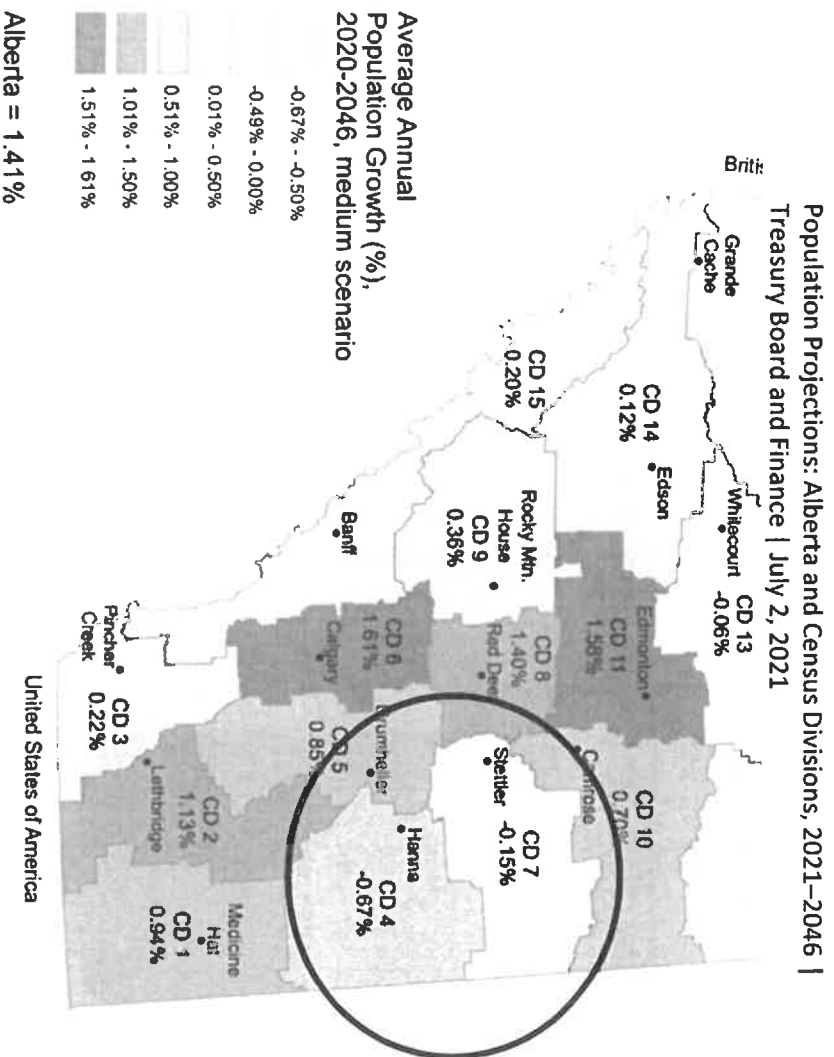 Population Projections: Alberta and Census Divisions, 2021–2046 |
Treasury Board and Finance | July 2, 2021
Grande
Cache
Whitecourt
CD 13
-0.06%
CD 14
0.12%
Edson
Edmonton
CD 11
1.58%
CD 10
0.70%
Camrose
CD 15
0.20%
Rocky Mtn.
House
CD 9
0.36%
CD 8
1.40%
Red Deer
Stettler
CD 7
-0.15%
Banff
CD 6
1.61%
Calgary
Drumheller
CD 5
0.85%
Hanna
CD 4
-0.67%
Pincher
Creek
CD 3
0.22%
CD 2
1.13%
Lethbridge
Medicine
Hat
CD 1
0.94%
United States of America
Average Annual
Population Growth (%),
2020-2046, medium scenario
-0.67% - -0.50%
-0.49% - 0.00%
0.01% - 0.50%
0.51% - 1.00%
1.01% - 1.50%
1.51% - 1.61%
Alberta = 1.41%